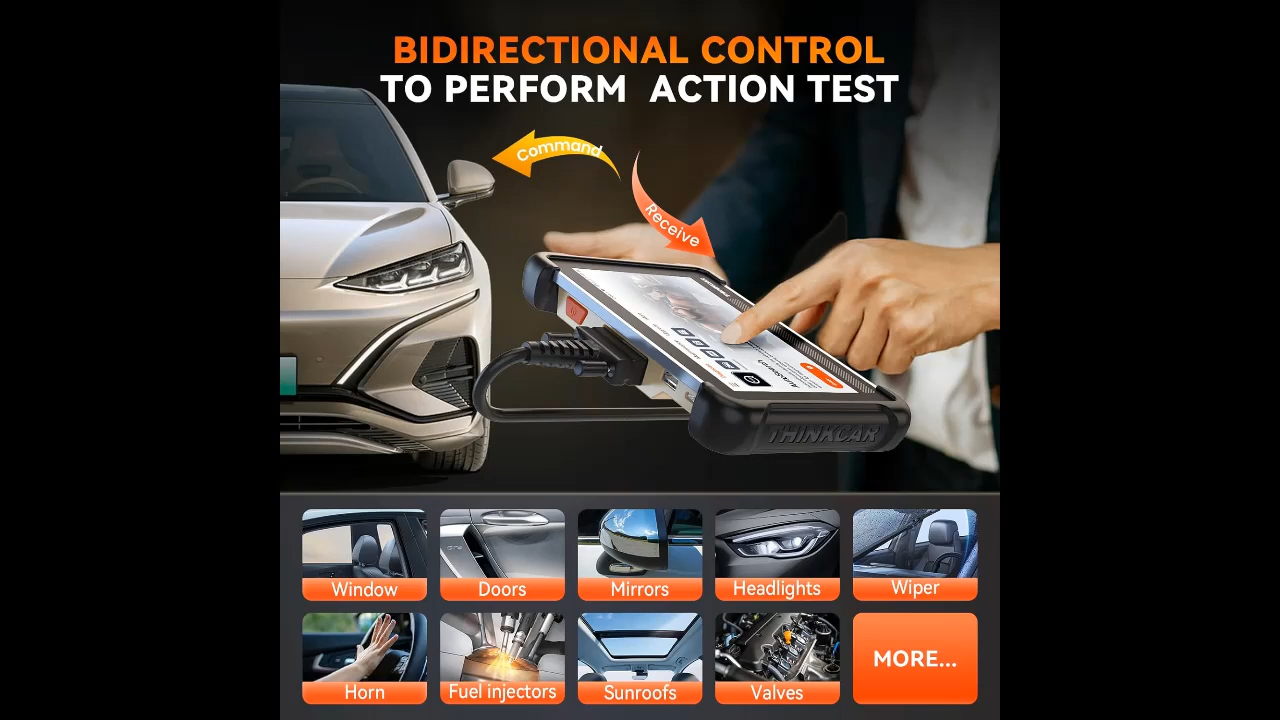 BIDIRECTIONAL CONTROL
TO PERFORM ACTION TEST
Command
Receive
THINKCAR
Window
Doors
Mirrors
Headlights
Wiper
Horn
Fuel injectors
Sunroofs
Valves
MORE...